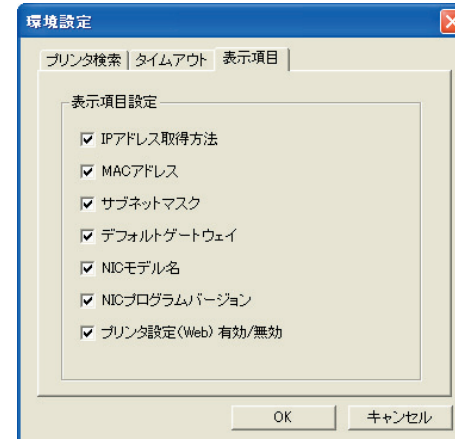 環境設定
プリンタ検索 タイムアウト 表示項目
表示項目設定
IPアドレス取得方法
MACアドレス
サブネットマスク
デフォルトゲートウェイ
NICモデル名
NICプログラムバージョン
プリンタ設定(Web) 有効/無効
OK キャンセル